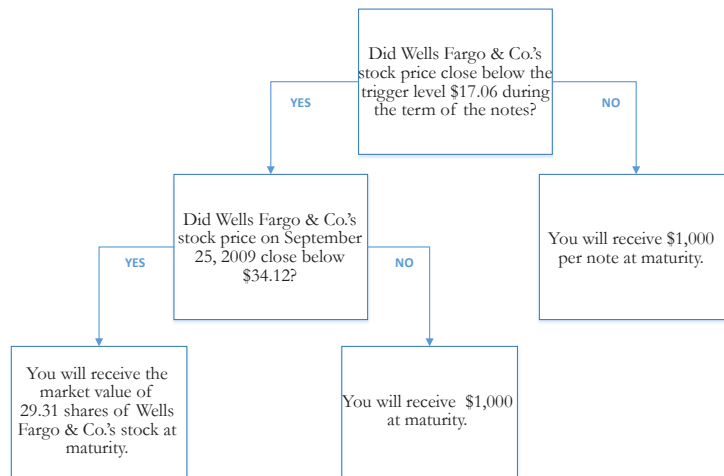 Did Wells Fargo & Co.'s
stock price close below the
trigger level $17.06 during
the term of the notes?
YES
NO
Did Wells Fargo & Co.'s
stock price on September
25, 2009 close below
$34.12?
You will receive $1,000
per note at maturity.
YES
NO
You will receive the
market value of
29.31 shares of Wells
Fargo & Co.'s stock at
maturity.
You will receive $1,000
at maturity.